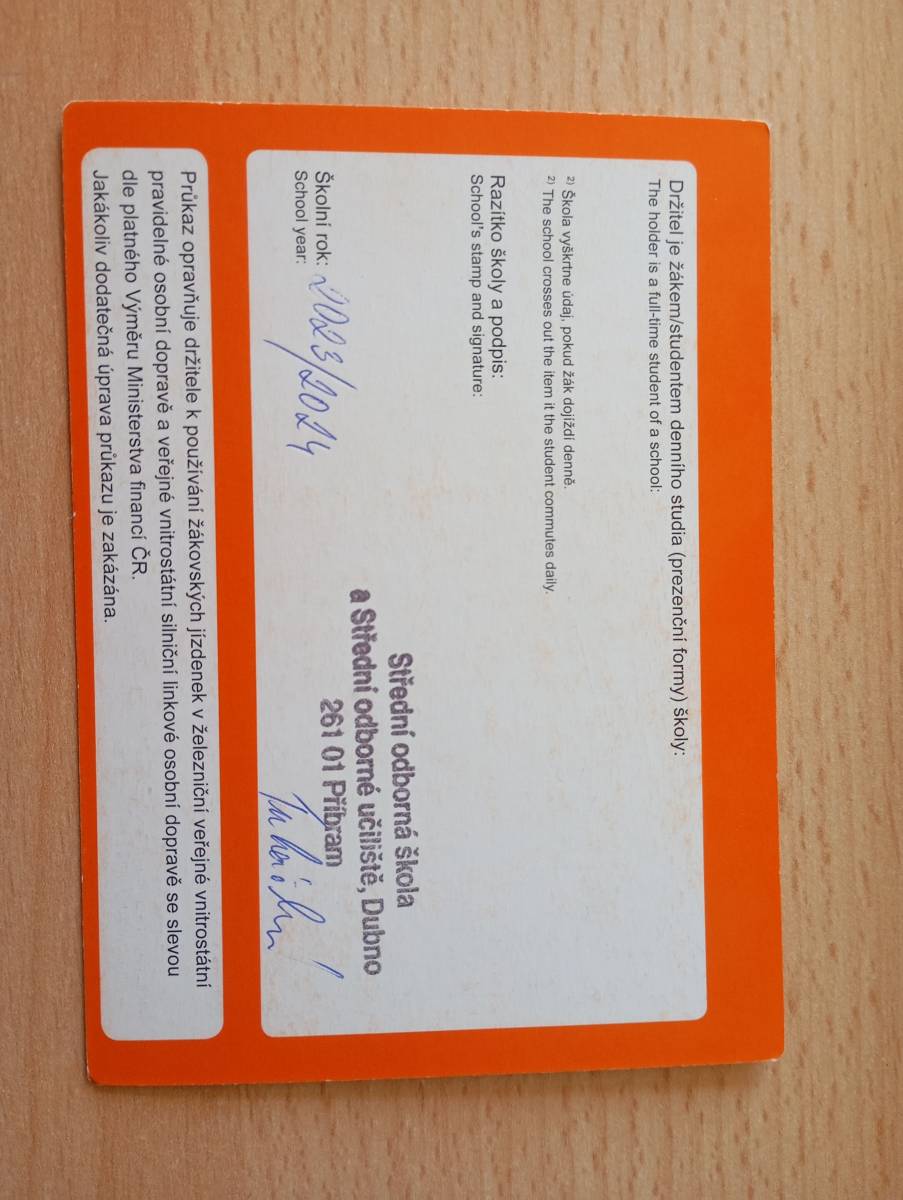 Držitel je žákem/studentem denního studia (prezenční formy) školy:
The holder is a full-time student of a school:
2) Škola vyškrtne údaj, pokud žák dojíždí denně.
2) The school crosses out the item it the student commutes daily.
Razítko školy a podpis:
School's stamp and signature:
Střední odborná škola
a Střední odborné učiliště, Dubno
261 01 Příbram
Školní rok: 2023/2024
School year:
Průkaz opravňuje držitele k používání žákovských jízdenek v železniční veřejné vnitrostátní
pravidelné osobní dopravě a veřejné vnitrostátní silniční linkové osobní dopravě se slevou
dle platného Výměru Ministerstva financí ČR.
Jakákoliv dodatečná úprava průkazu je zakázána.